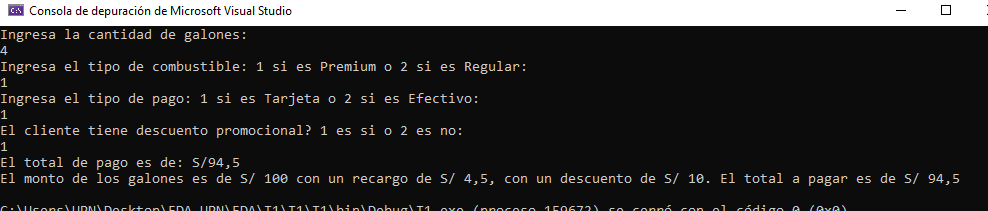 Consola de depuración de Microsoft Visual Studio
Ingresa la cantidad de galones:
4
Ingresa el tipo de combustible: 1 si es Premium o 2 si es Regular:
1
Ingresa el tipo de pago: 1 si es Tarjeta o 2 si es Efectivo:
1
El cliente tiene descuento promocional? 1 es si o 2 es no:
1
El total de pago es de: S/94,5
El monto de los galones es de S/ 100 con un recargo de S/ 4,5, con un descuento de S/ 10. El total a pagar es de S/ 94,5
C:\Users\UPN\Desktop\EDA UPN\EDA\T1\T1\T1\bin\Debug\T1.exe (proceso 159672) se cerró con el código 0 (0x0)